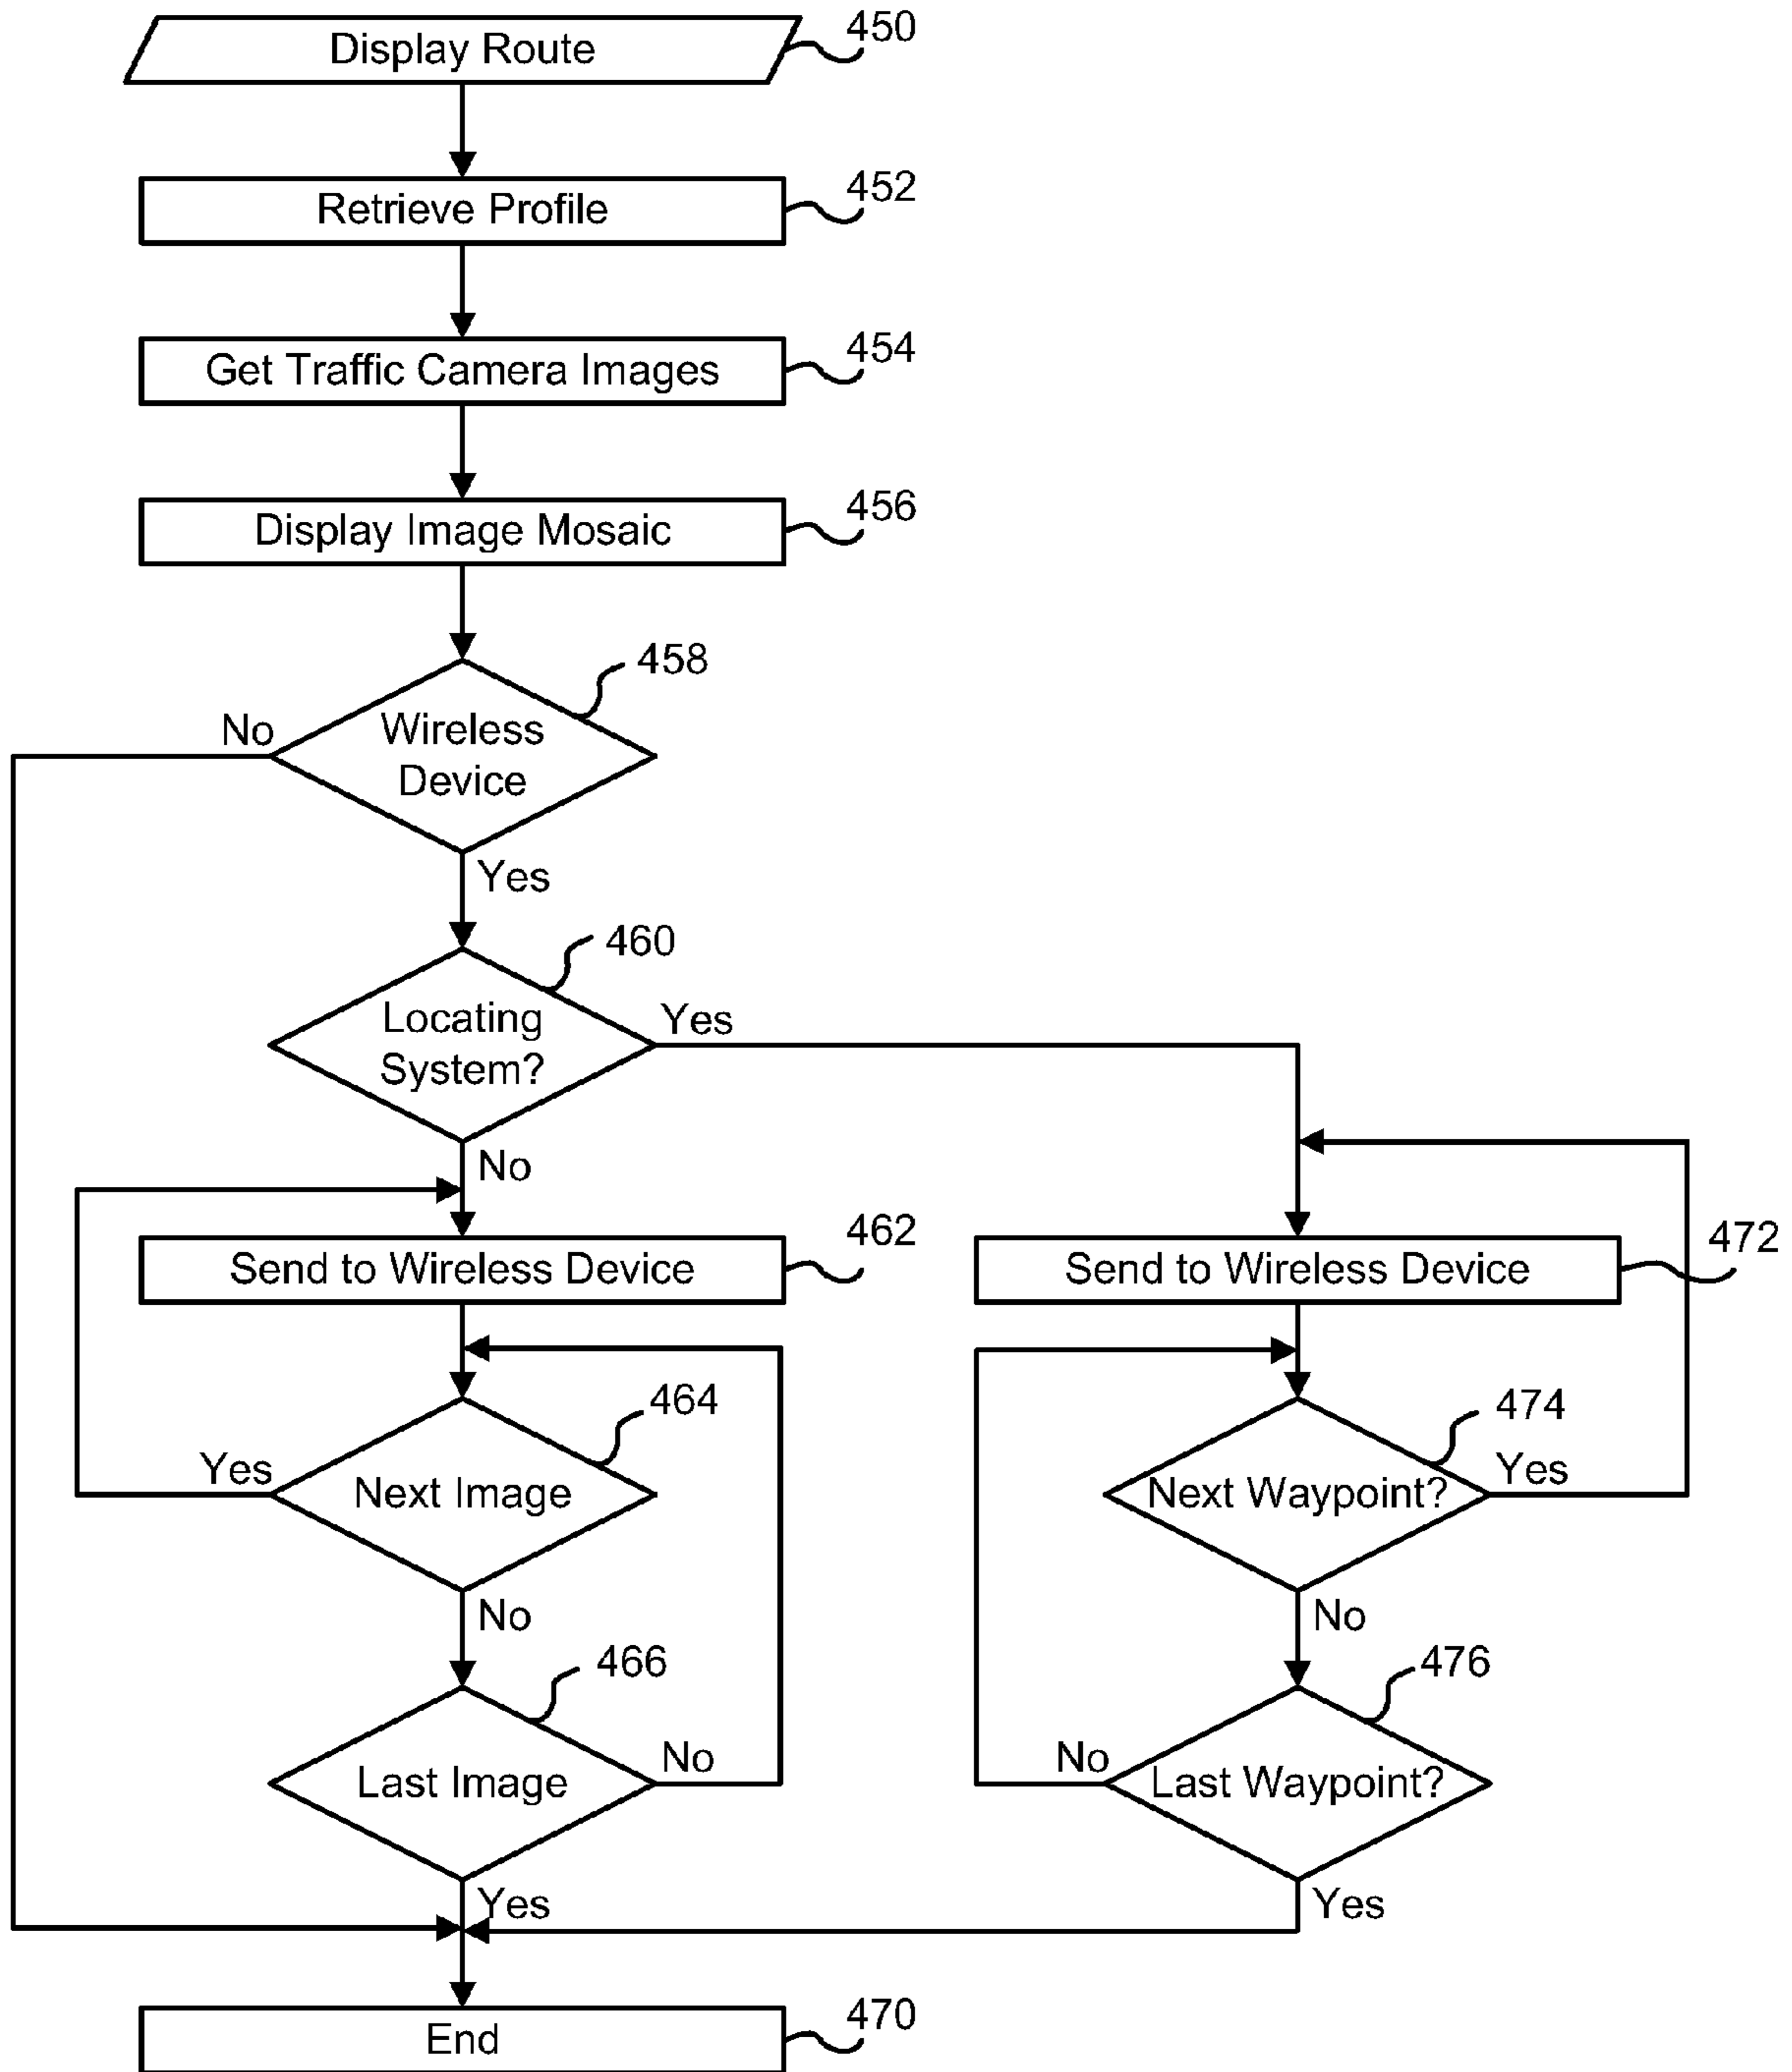 Display Route
450
Retrieve Profile
452
Get Traffic Camera Images
454
Display Image Mosaic
456
458
No
Wireless
Device
Yes
460
Locating
System?
Yes
No
Send to Wireless Device
462
Send to Wireless Device
472
464
Yes
Next Image
474
Next Waypoint?
Yes
No
No
466
Last Image
No
476
No
Last Waypoint?
Yes
Yes
End
470